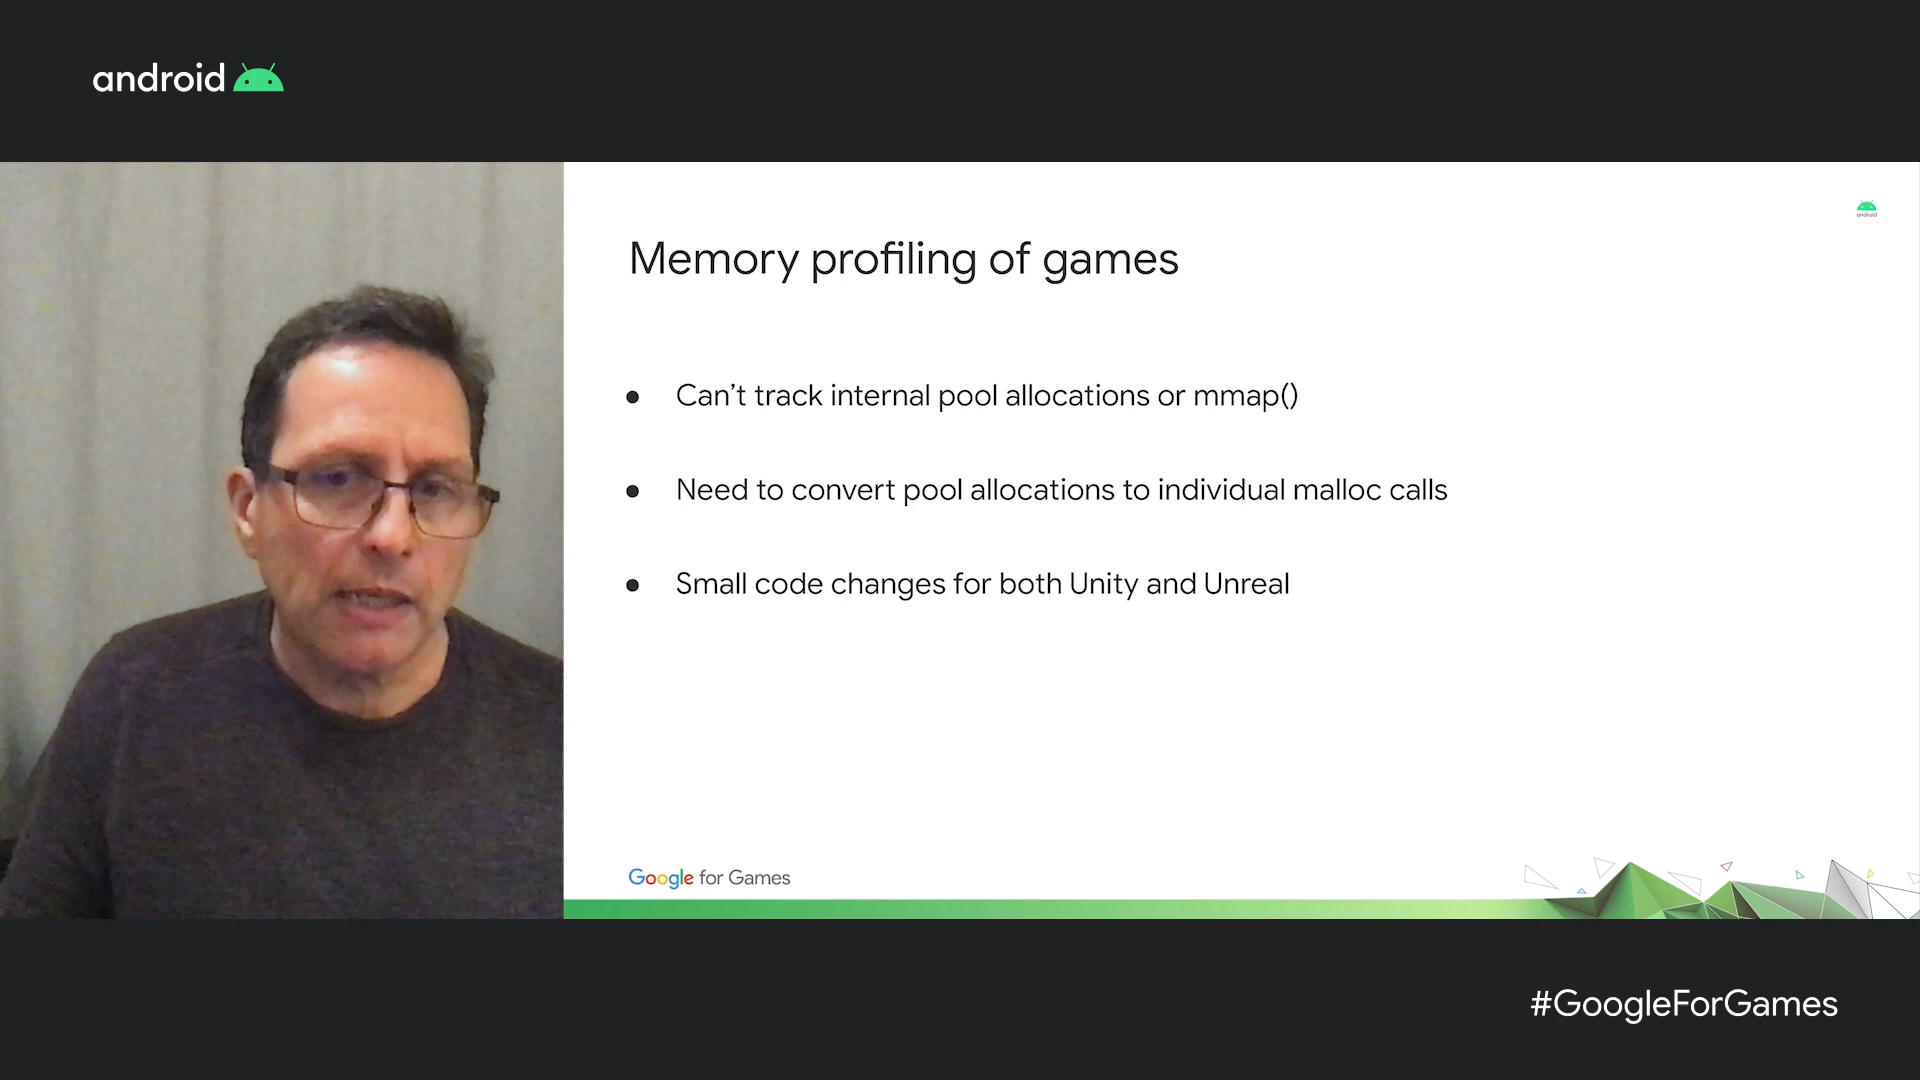 android
android
Memory profiling of games
● Can’t track internal pool allocations or mmap()
● Need to convert pool allocations to individual malloc calls
● Small code changes for both Unity and Unreal
Google for Games
#GoogleForGames